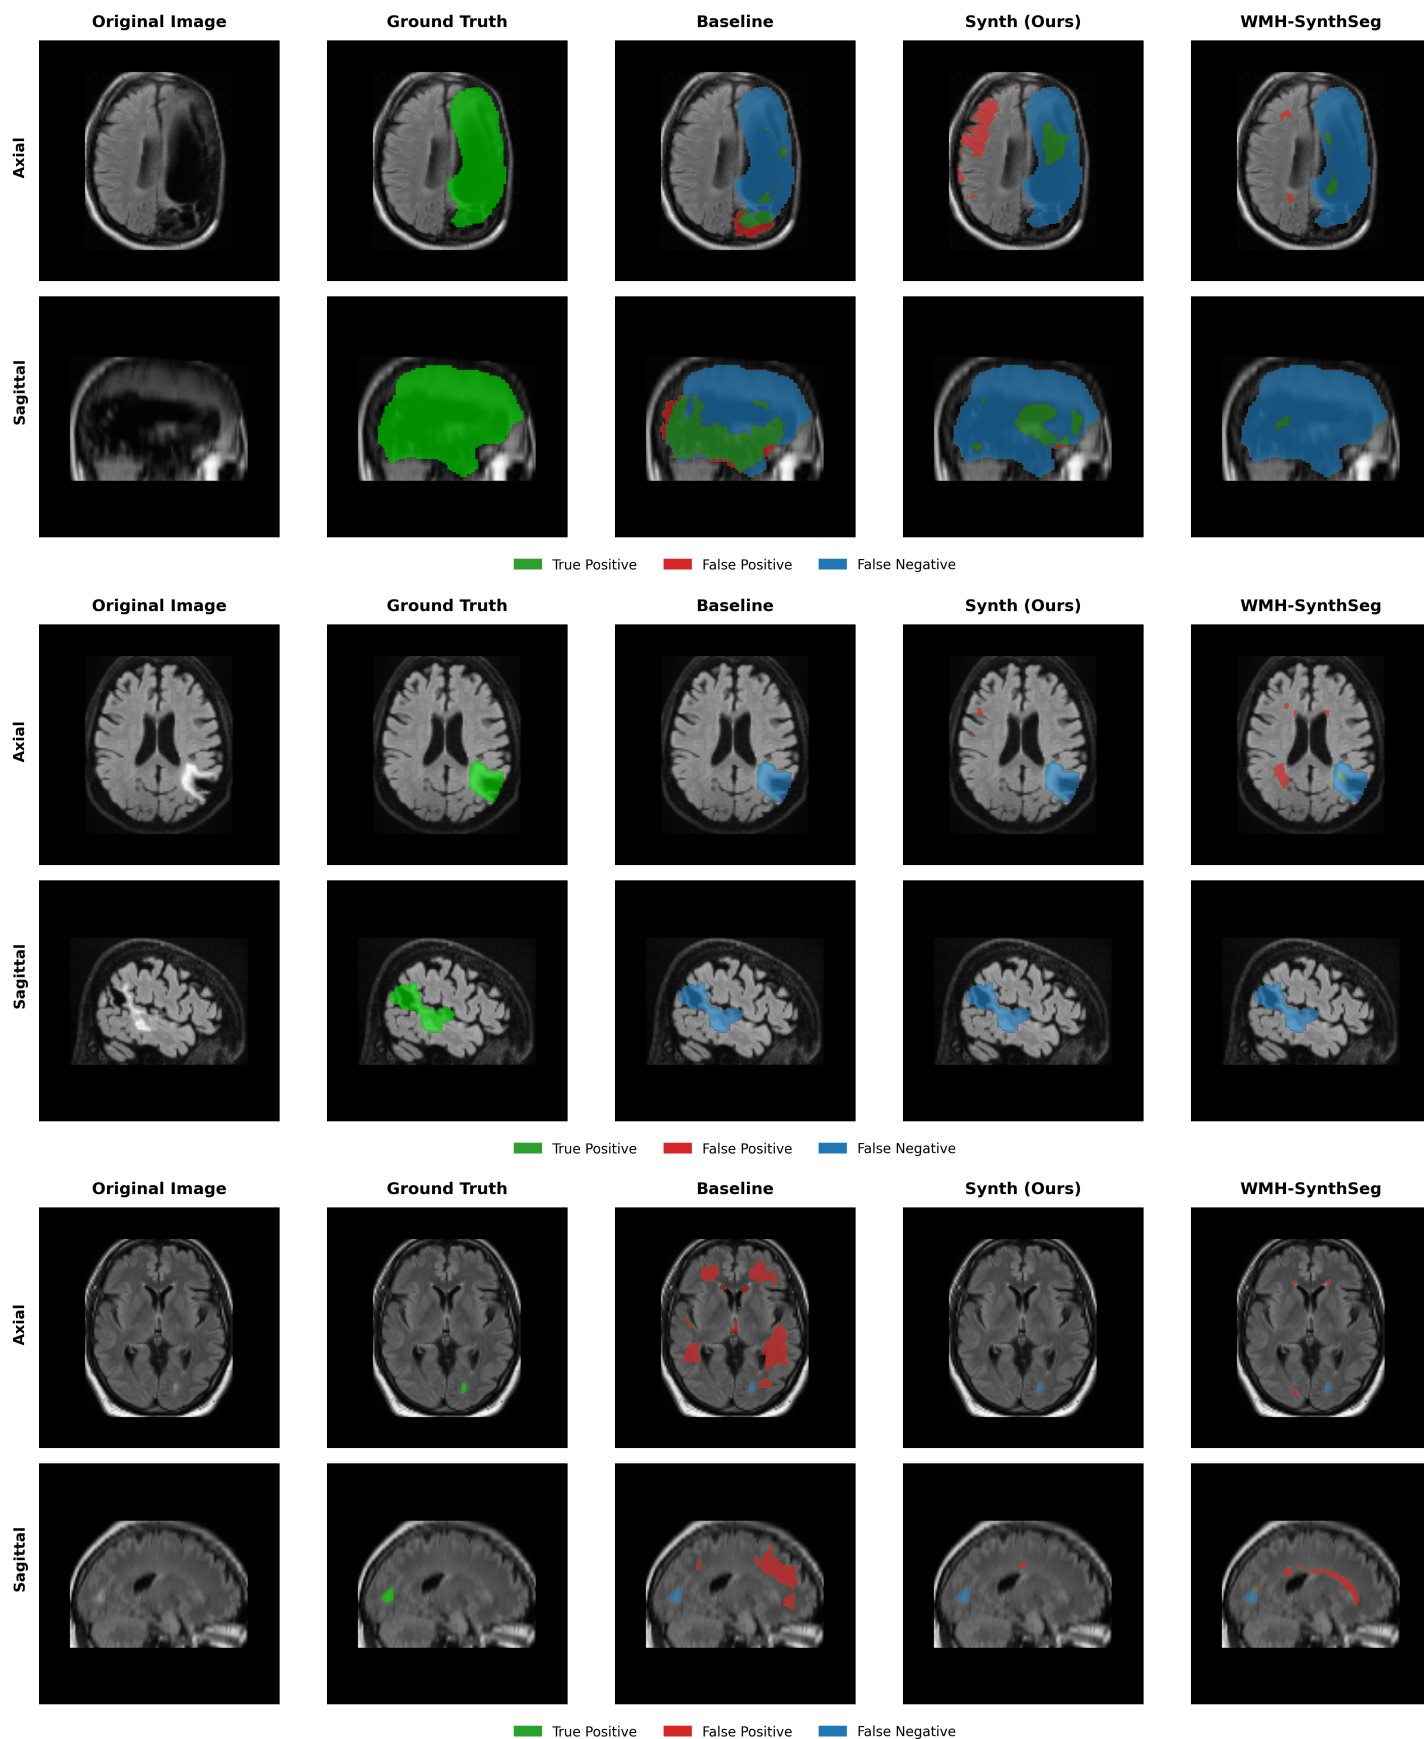 Original Image Ground Truth Baseline Synth (Ours) WMH-SynthSeg
Axial
Sagittal
True Positive False Positive False Negative
Original Image Ground Truth Baseline Synth (Ours) WMH-SynthSeg
Axial
Sagittal
True Positive False Positive False Negative
Original Image Ground Truth Baseline Synth (Ours) WMH-SynthSeg
Axial
Sagittal
True Positive False Positive False Negative